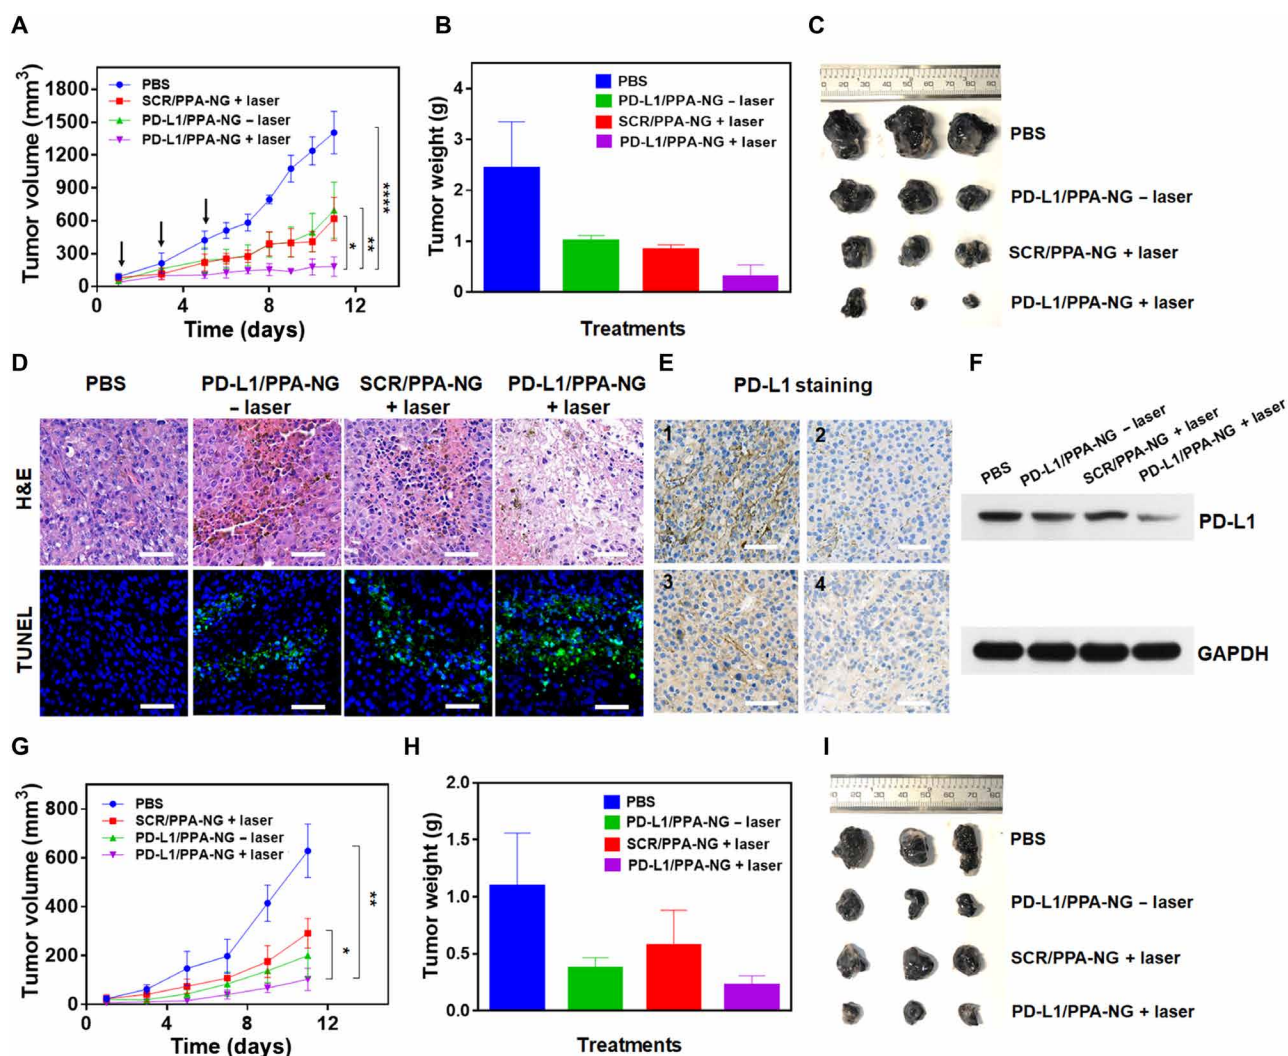 A
Tumor volume (mm³)
1800
1500
1200
900
600
300
0
PBS
SCR/PPA-NG + laser
PD-L1/PPA-NG – laser
PD-L1/PPA-NG + laser
*
**
****
0 4 8 12
Time (days)
B
Tumor weight (g)
4
3
2
1
0
PBS
PD-L1/PPA-NG – laser
SCR/PPA-NG + laser
PD-L1/PPA-NG + laser
Treatments
C
PBS
PD-L1/PPA-NG – laser
SCR/PPA-NG + laser
PD-L1/PPA-NG + laser
D
PBS
PD-L1/PPA-NG
– laser
SCR/PPA-NG
+ laser
PD-L1/PPA-NG
+ laser
H&E
TUNEL
E
PD-L1 staining
1
2
3
4
F
PBS
PD-L1/PPA-NG – laser
SCR/PPA-NG + laser
PD-L1/PPA-NG + laser
PD-L1
GAPDH
G
Tumor volume (mm³)
800
600
400
200
0
PBS
SCR/PPA-NG + laser
PD-L1/PPA-NG – laser
PD-L1/PPA-NG + laser
*
**
0 4 8 12
Time (days)
H
Tumor weight (g)
2.0
1.5
1.0
0.5
0.0
PBS
PD-L1/PPA-NG – laser
SCR/PPA-NG + laser
PD-L1/PPA-NG + laser
Treatments
I
PBS
PD-L1/PPA-NG – laser
SCR/PPA-NG + laser
PD-L1/PPA-NG + laser